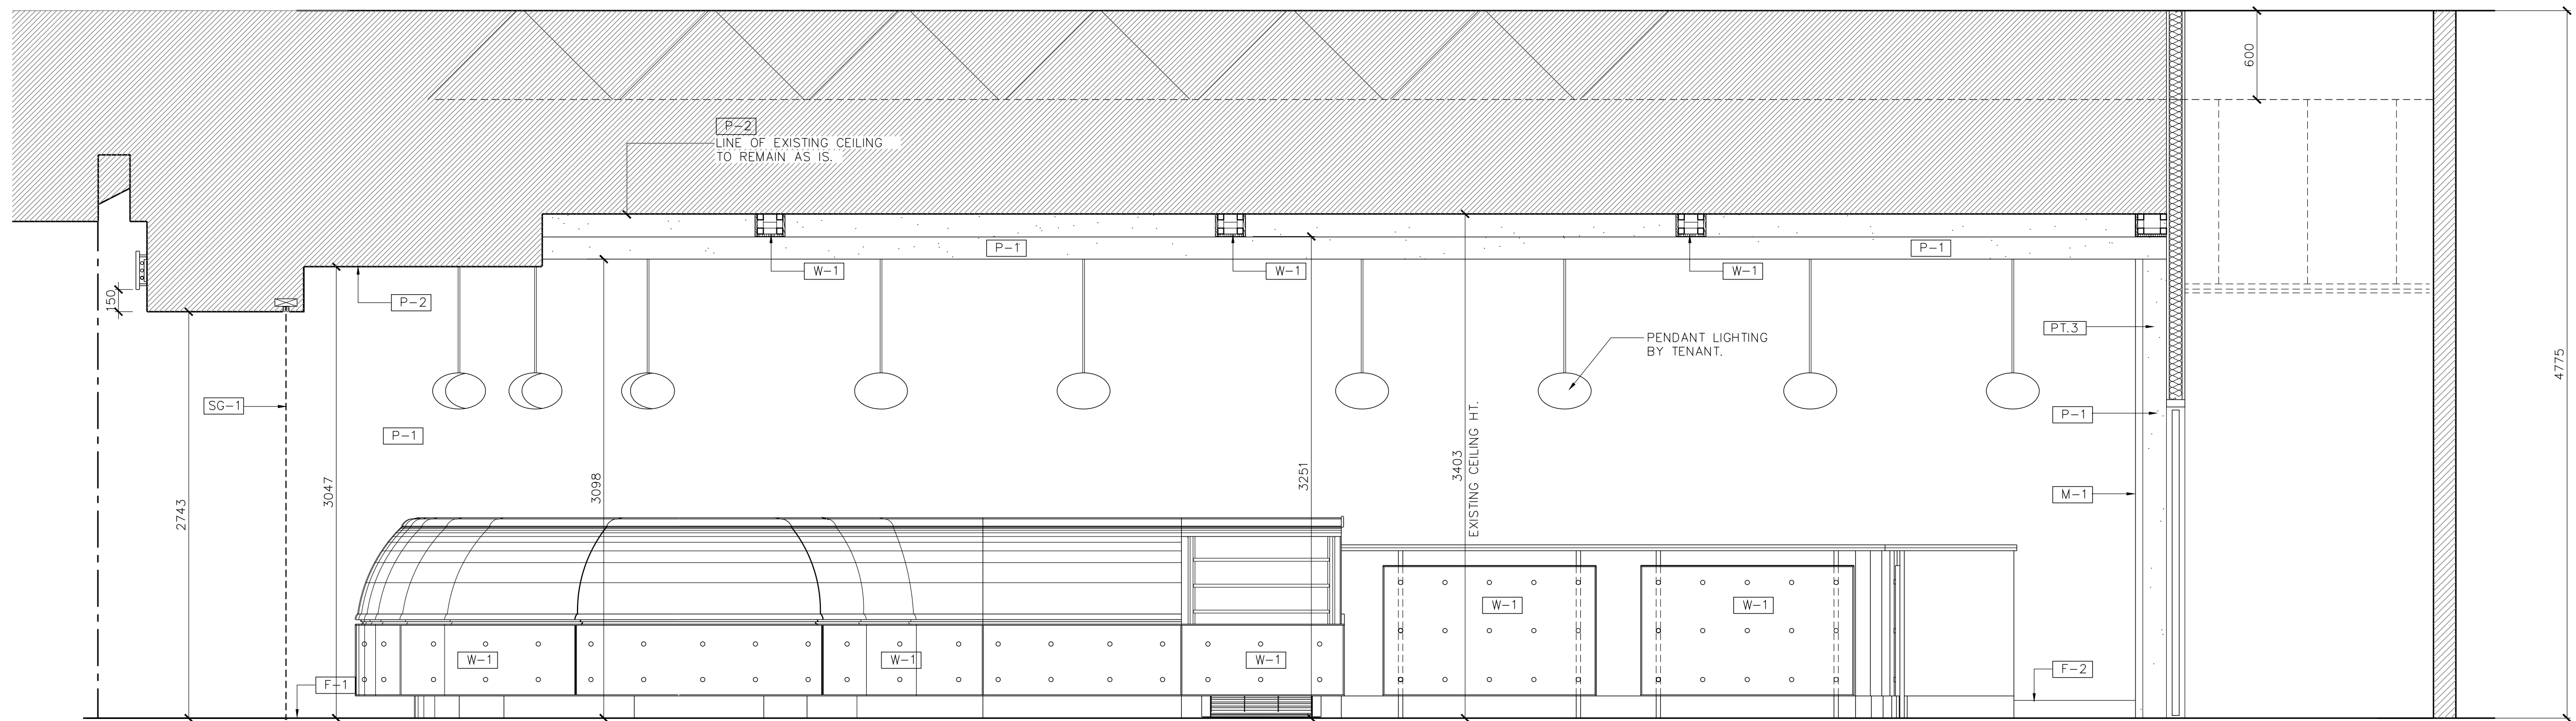 600
P-2
LINE OF EXISTING CEILING
TO REMAIN AS IS.
P-1
P-1
W-1
W-1
W-1
150
P-2
PT.3
PENDANT LIGHTING
BY TENANT.
4775
SG-1
P-1
P-1
EXISTING CEILING HT.
3403
3251
3098
3047
2743
M-1
W-1
W-1
W-1
W-1
W-1
F-1
F-2